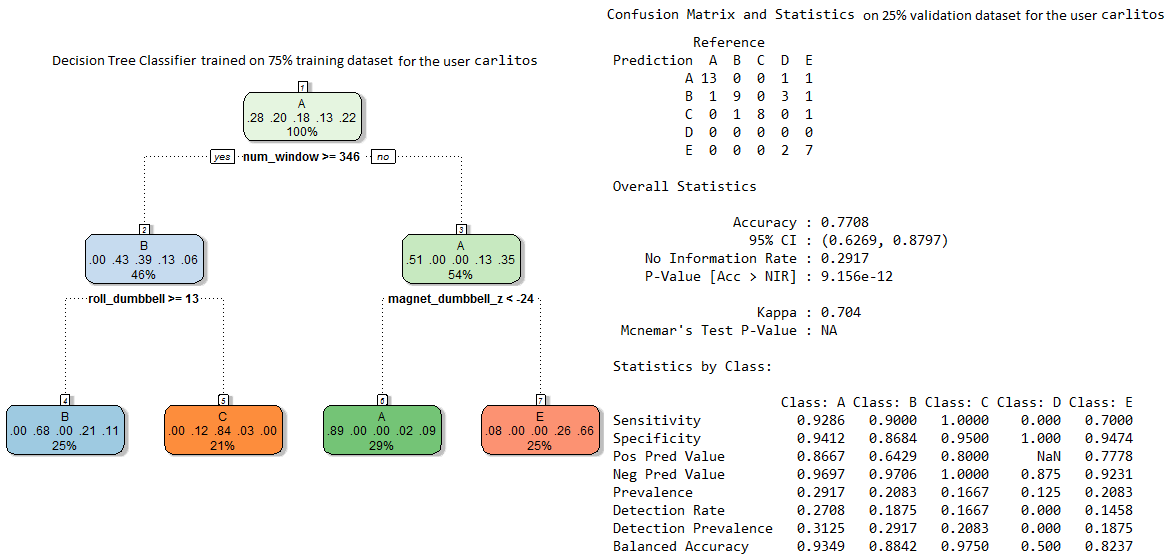 Decision Tree Classifier trained on 75% training dataset for the user carlitos
1
A
.28 .20 .18 .13 .22
100%
yes num_window >= 346 no
2
B
.00 .43 .39 .13 .06
46%
3
A
.51 .00 .00 .13 .35
54%
roll_dumbbell >= 13
magnet_dumbbell_z < -24
4
B
.00 .68 .00 .21 .11
25%
5
C
.00 .12 .84 .03 .00
21%
6
A
.89 .00 .00 .02 .09
29%
7
E
.08 .00 .00 .26 .66
25%
Confusion Matrix and Statistics on 25% validation dataset for the user carlitos
Reference
Prediction A B C D E
A 13 0 0 1 1
B 1 9 0 3 1
C 0 1 8 0 1
D 0 0 0 0 0
E 0 0 0 2 7
Overall Statistics
Accuracy : 0.7708
95% CI : (0.6269, 0.8797)
No Information Rate : 0.2917
P-Value [Acc > NIR] : 9.156e-12
Kappa : 0.704
Mcnemar's Test P-Value : NA
Statistics by Class:
Class: A Class: B Class: C Class: D Class: E
Sensitivity 0.9286 0.9000 1.0000 0.000 0.7000
Specificity 0.9412 0.8684 0.9500 1.000 0.9474
Pos Pred Value 0.8667 0.6429 0.8000 NaN 0.7778
Neg Pred Value 0.9697 0.9706 1.0000 0.875 0.9231
Prevalence 0.2917 0.2083 0.1667 0.125 0.2083
Detection Rate 0.2708 0.1875 0.1667 0.000 0.1458
Detection Prevalence 0.3125 0.2917 0.2083 0.000 0.1875
Balanced Accuracy 0.9349 0.8842 0.9750 0.500 0.8237